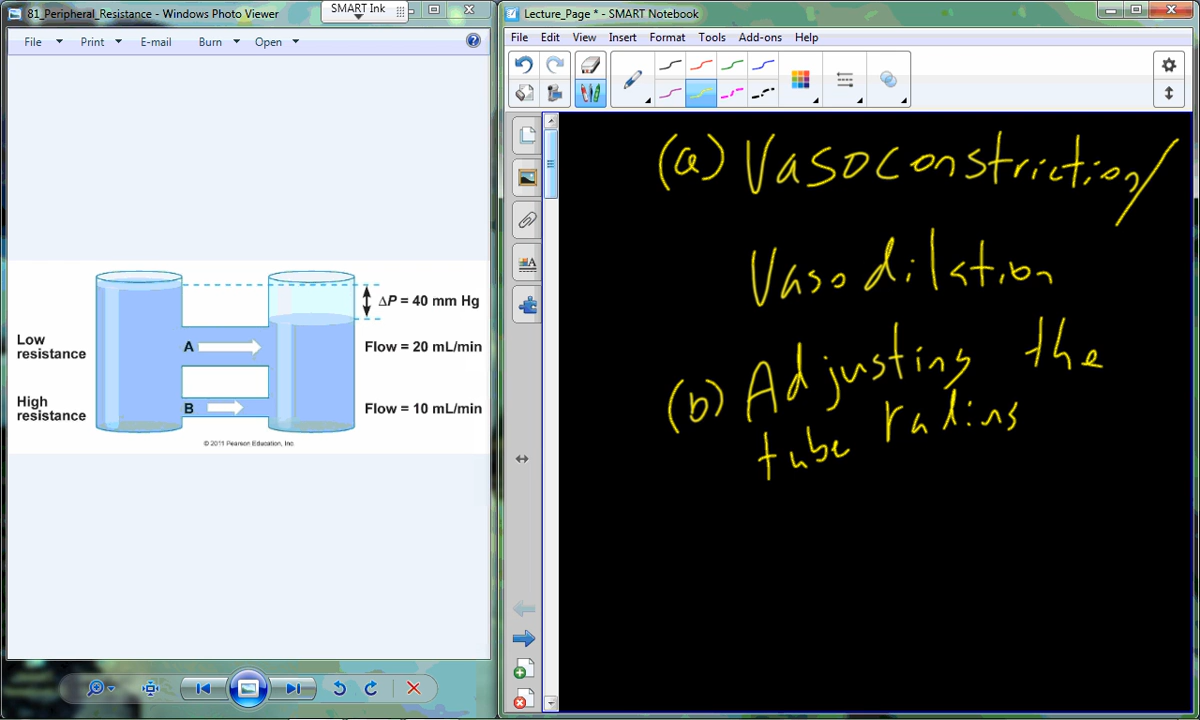 81_Peripheral_Resistance - Windows Photo Viewer
SMART Ink
File Print E-mail Burn Open
ΔP = 40 mm Hg
Low
resistance
A
Flow = 20 mL/min
High
resistance
B
Flow = 10 mL/min
© 2011 Pearson Education, Inc.
Lecture_Page * - SMART Notebook
File Edit View Insert Format Tools Add-ons Help
(a) Vasoconstriction/
Vasodilation
(b) Adjusting the
tube radius